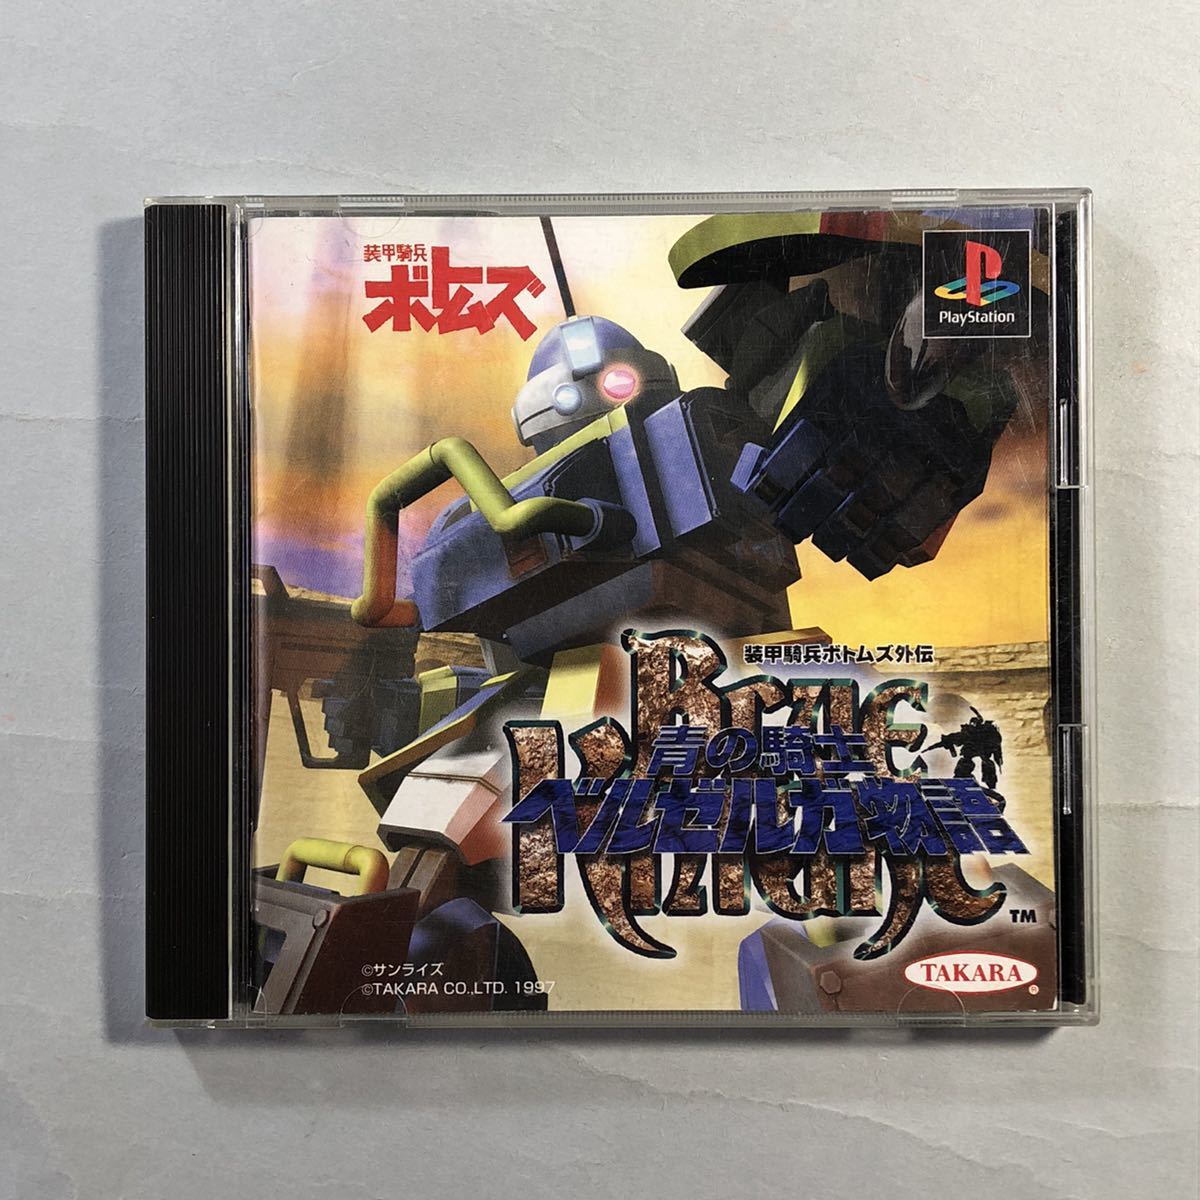 装甲騎兵
ボトムズ
PlayStation
装甲騎兵ボトムズ外伝
青の騎士
ベルゼルガ物語
TM
TAKARA
®
©サンライズ
©TAKARA CO.,LTD. 1997